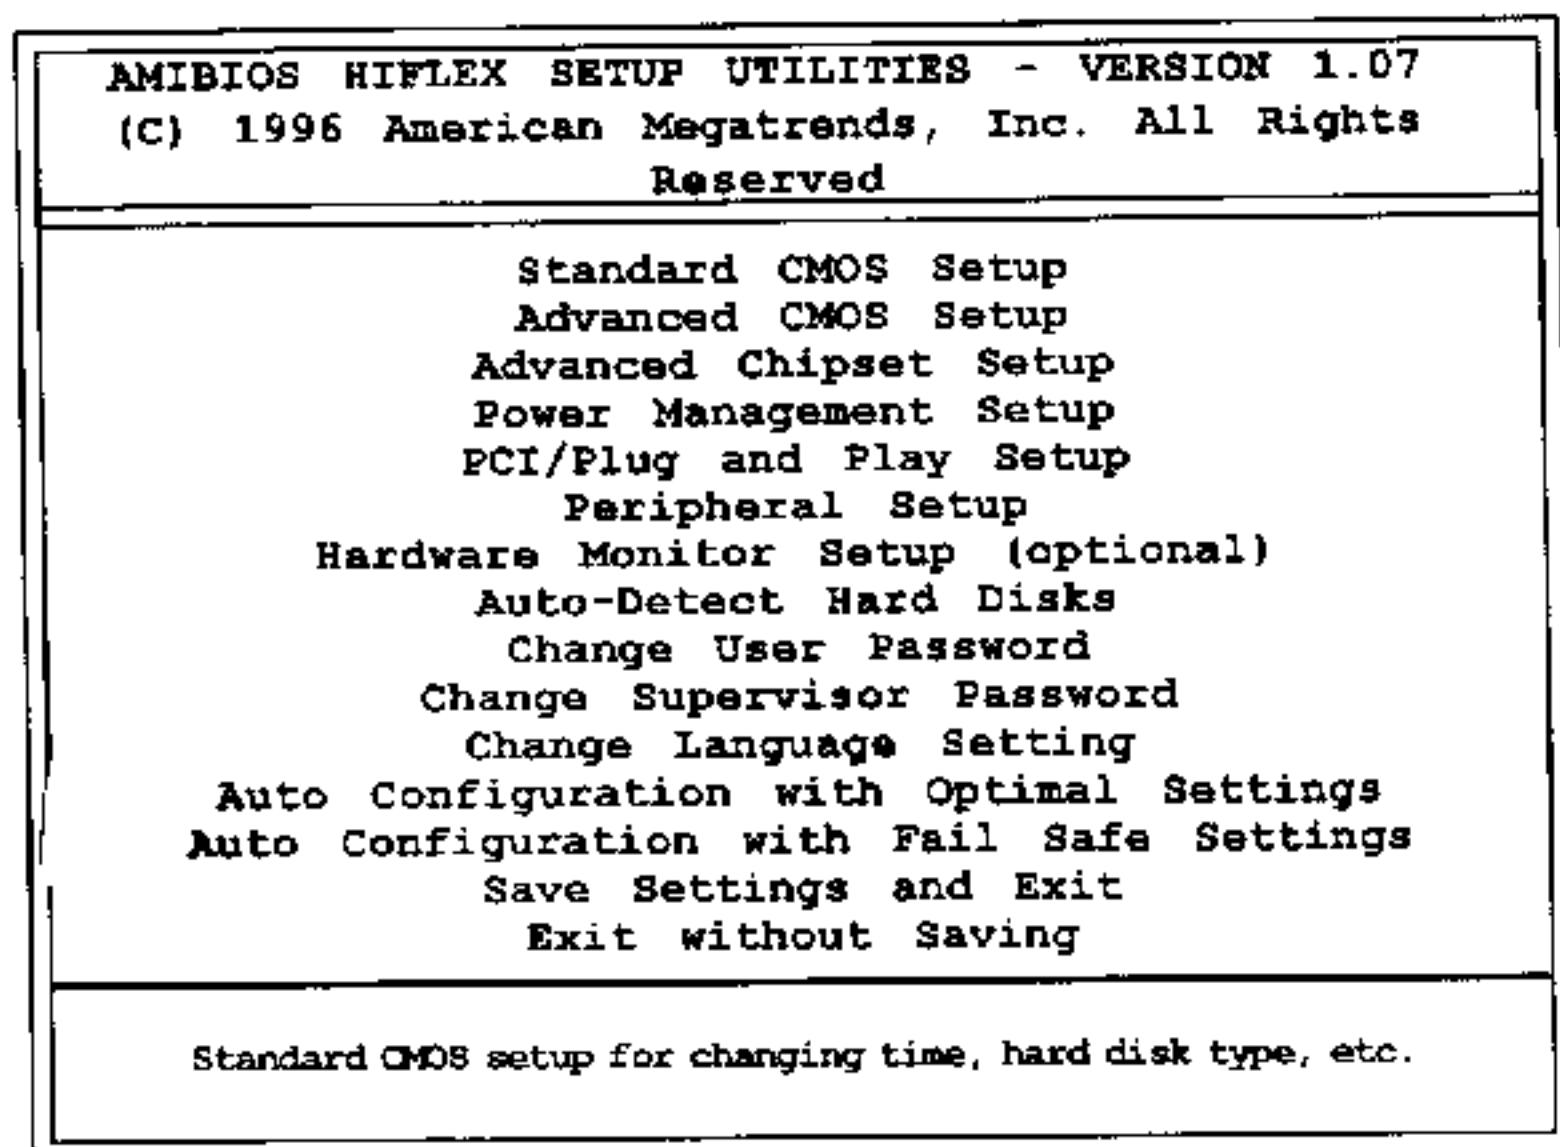 AMIBIOS HIFLEX SETUP UTILITIES - VERSION 1.07
(C) 1996 American Megatrends, Inc. All Rights
Reserved
Standard CMOS Setup
Advanced CMOS Setup
Advanced Chipset Setup
Power Management Setup
PCI/Plug and Play Setup
Peripheral Setup
Hardware Monitor Setup (optional)
Auto-Detect Hard Disks
Change User Password
Change Supervisor Password
Change Language Setting
Auto Configuration with Optimal Settings
Auto Configuration with Fail Safe Settings
Save Settings and Exit
Exit without Saving
Standard CMOS setup for changing time, hard disk type, etc.